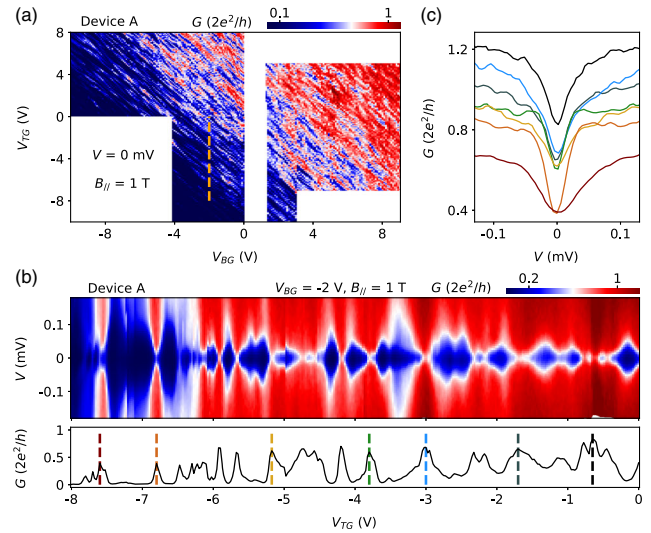 (a)
Device A
G (2e²/h)
0.1
1
8
4
0
-4
-8
V_TG (V)
V = 0 mV
B_// = 1 T
-8
-4
0
4
8
V_BG (V)
(c)
1.2
0.8
0.4
G (2e²/h)
-0.1
0
0.1
V (mV)
(b)
Device A
V_BG = -2 V, B_// = 1 T
G (2e²/h)
0.2
1
0.1
0
-0.1
V (mV)
1
0.5
0
G (2e²/h)
-8
-7
-6
-5
-4
-3
-2
-1
0
V_TG (V)